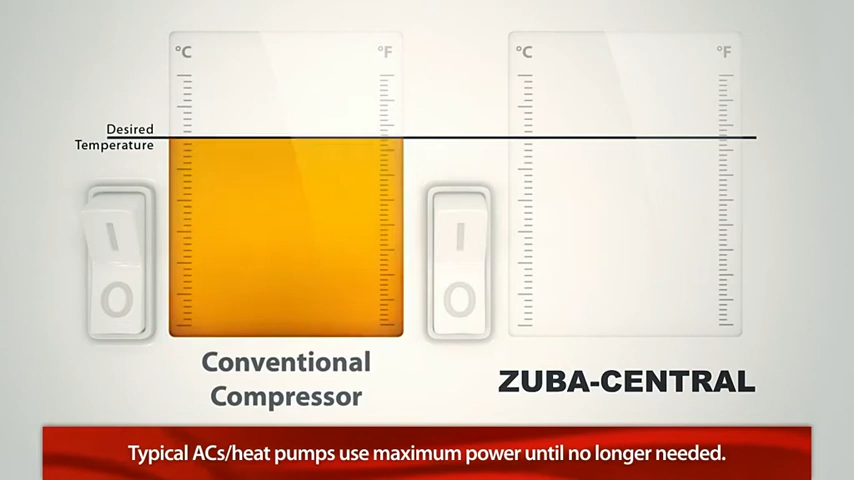 °C
°F
°C
°F
Desired
Temperature
I
O
I
O
Conventional
Compressor
ZUBA-CENTRAL
Typical ACs/heat pumps use maximum power until no longer needed.